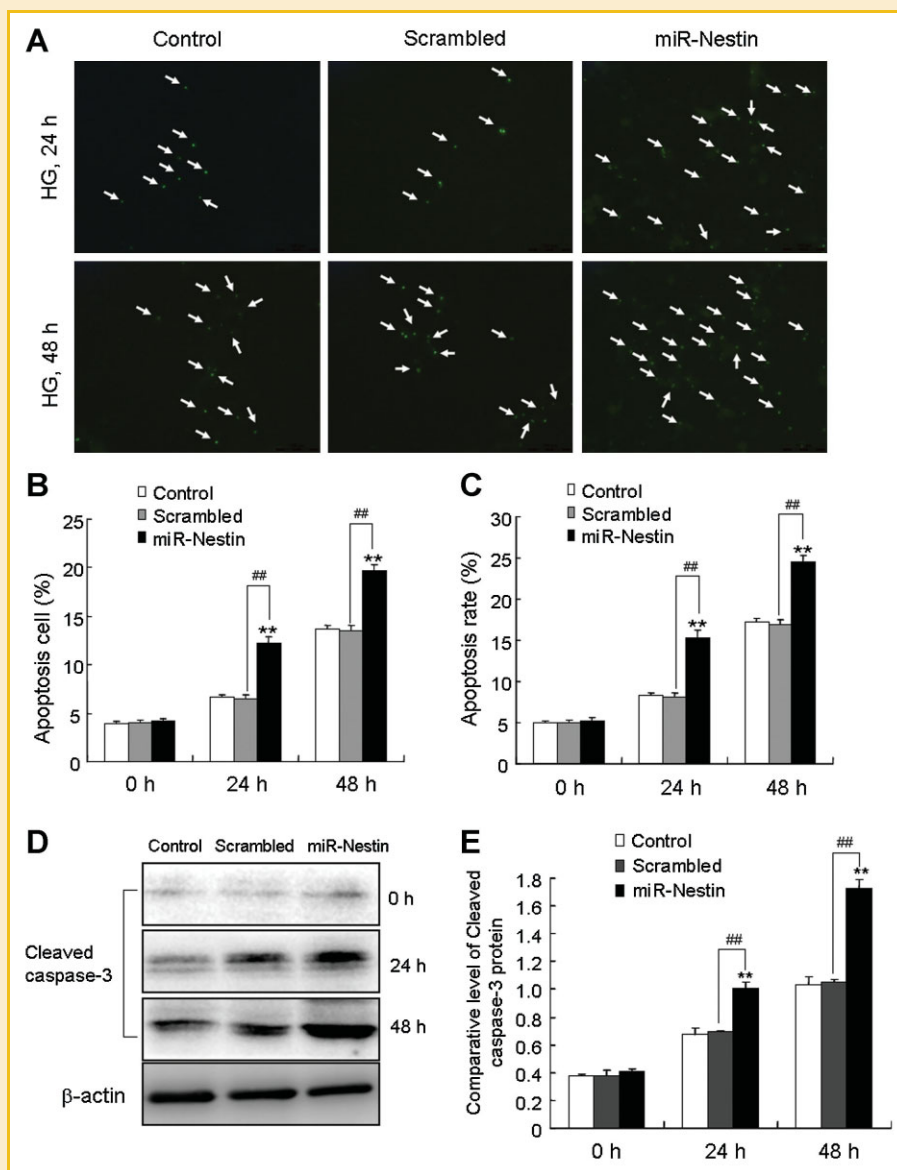 A
Control
Scrambled
miR-Nestin
HG, 24 h
HG, 48 h
B
Control
Scrambled
miR-Nestin
Apoptosis cell (%)
25
20
15
10
5
0
##
**
##
**
0 h
24 h
48 h
C
Control
Scrambled
miR-Nestin
Apoptosis rate (%)
30
25
20
15
10
5
0
##
**
##
**
0 h
24 h
48 h
D
Control
Scrambled
miR-Nestin
Cleaved
caspase-3
0 h
24 h
48 h
β-actin
E
Control
Scrambled
miR-Nestin
Comparative level of Cleaved
caspase-3 protein
1.8
1.6
1.4
1.2
1.0
0.8
0.6
0.4
0.2
0
##
**
##
**
0 h
24 h
48 h